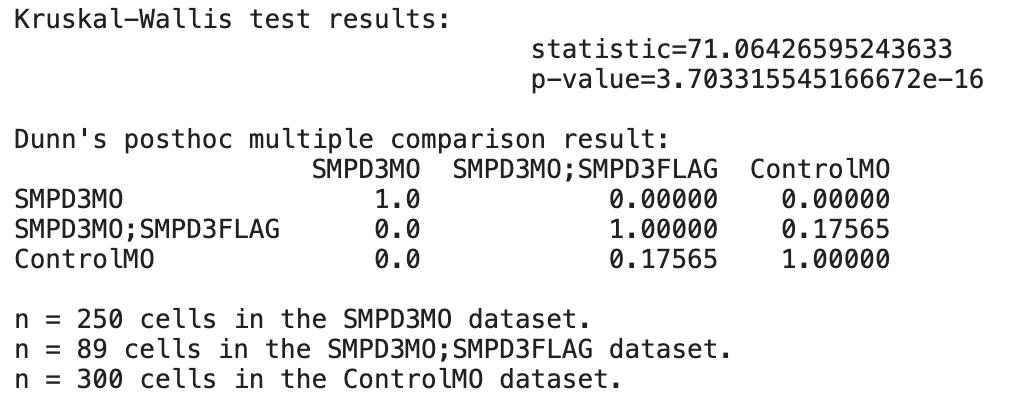 Kruskal-Wallis test results:
statistic=71.06426595243633
p-value=3.703315545166672e-16
Dunn's posthoc multiple comparison result:
SMPD3MO SMPD3MO;SMPD3FLAG ControlMO
SMPD3MO 1.0 0.00000 0.00000
SMPD3MO;SMPD3FLAG 0.0 1.00000 0.17565
ControlMO 0.0 0.17565 1.00000
n = 250 cells in the SMPD3MO dataset.
n = 89 cells in the SMPD3MO;SMPD3FLAG dataset.
n = 300 cells in the ControlMO dataset.